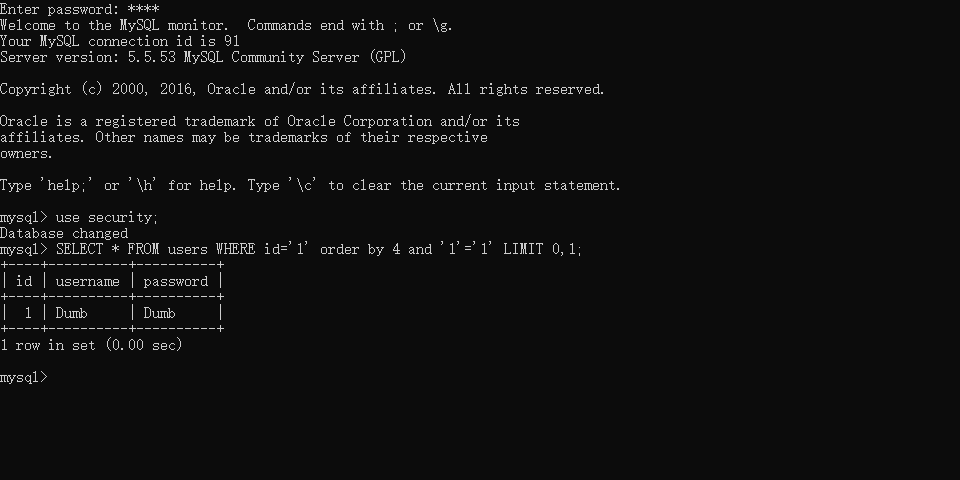 Enter password: ****
Welcome to the MySQL monitor.  Commands end with ; or \g.
Your MySQL connection id is 91
Server version: 5.5.53 MySQL Community Server (GPL)
Copyright (c) 2000, 2016, Oracle and/or its affiliates. All rights reserved.
Oracle is a registered trademark of Oracle Corporation and/or its
affiliates. Other names may be trademarks of their respective
owners.
Type 'help;' or '\h' for help. Type '\c' to clear the current input statement.
mysql> use security;
Database changed
mysql> SELECT * FROM users WHERE id='1' order by 4 and '1'='1' LIMIT 0,1;
+----+----------+----------+
| id | username | password |
+----+----------+----------+
|  1 | Dumb     | Dumb     |
+----+----------+----------+
1 row in set (0.00 sec)
mysql>